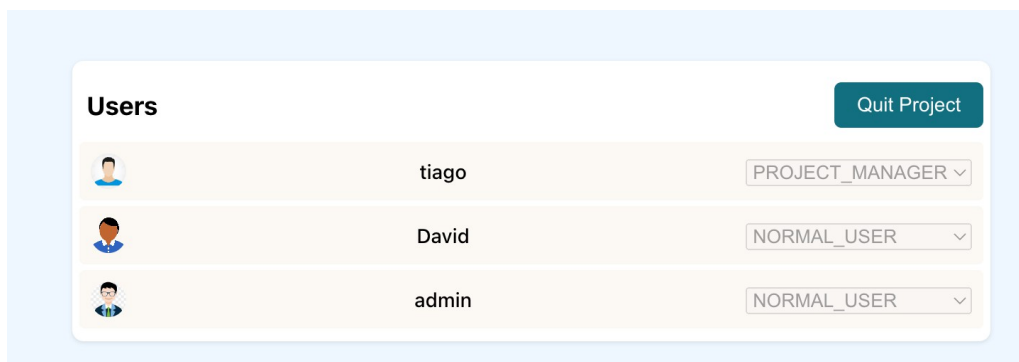 Users
Quit Project
tiago
PROJECT_MANAGER
David
NORMAL_USER
admin
NORMAL_USER